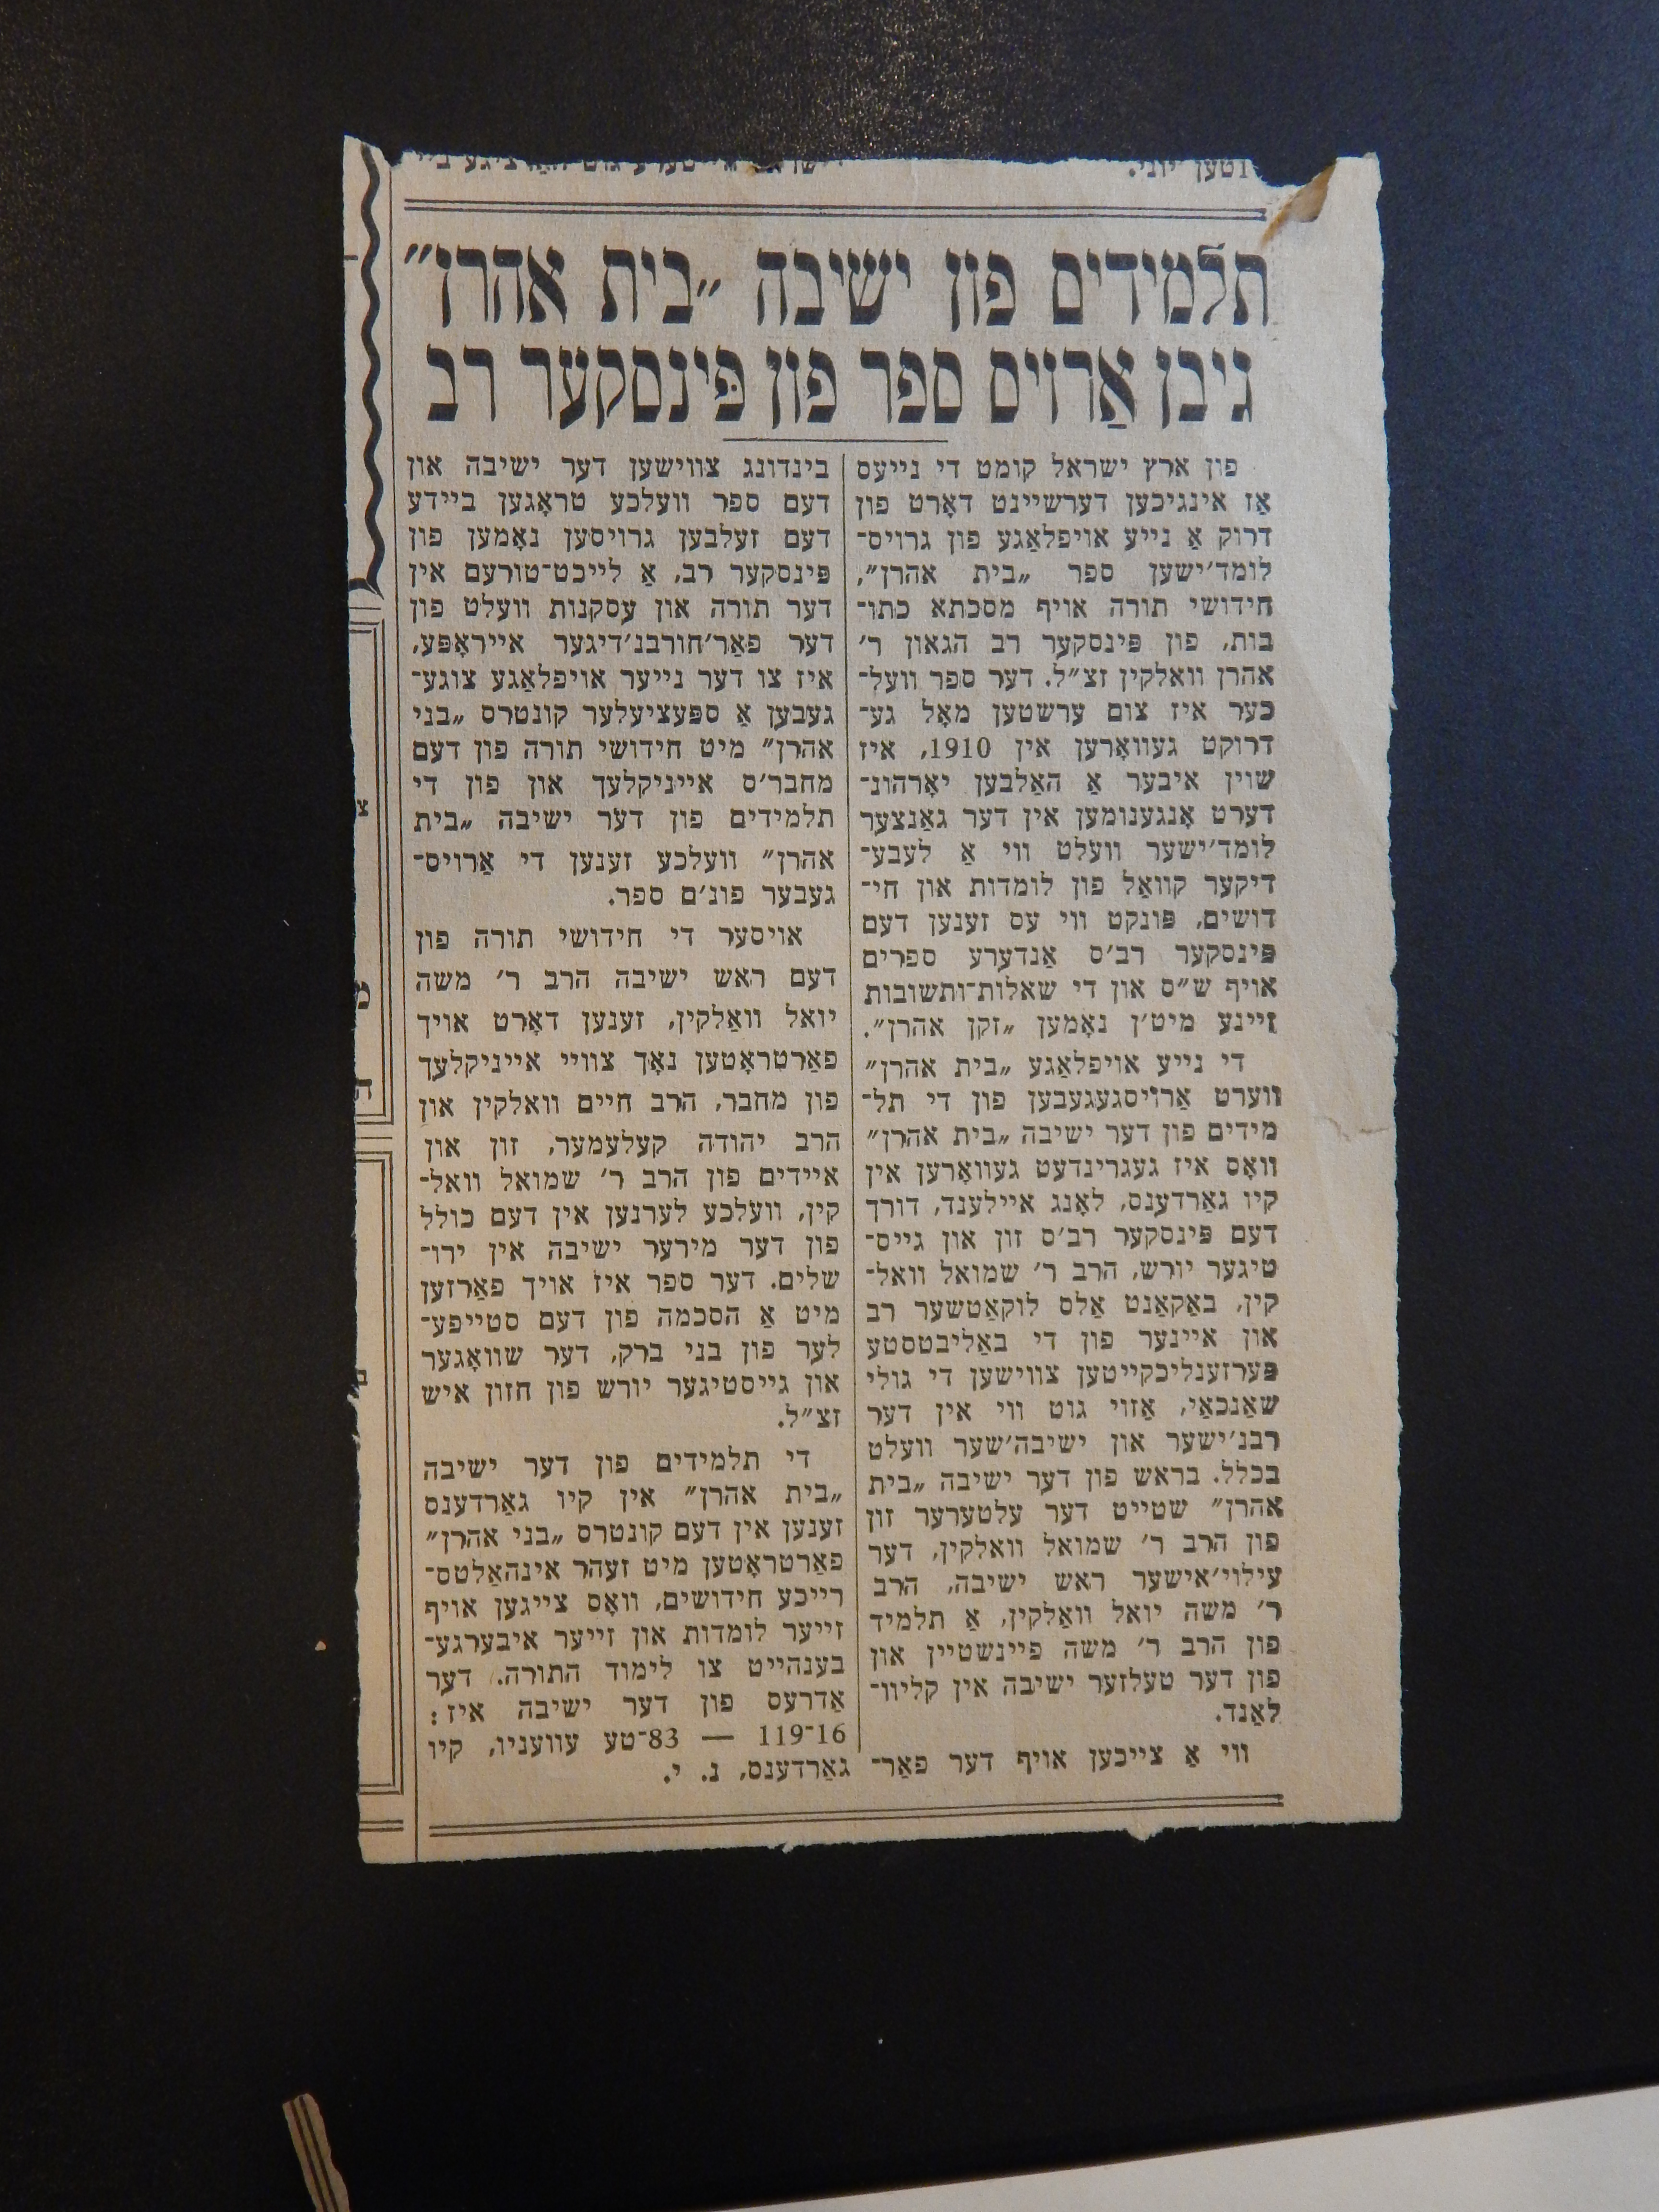 1טען יוני.
תלמידים פון ישיבה „בית אהרן״
גיבן אַרויס ספר פון פּינסקער רב
פון ארץ ישראל קומט די נייעס
אַז אינגיכען דערשיינט דאָרט פון
דרוק אַ נייע אויפלאַגע פון גרויס־
לומד׳ישען ספר „בית אהרן״,
חידושי תורה אויף מסכתא כתו־
בות, פון פּינסקער רב הגאון ר׳
אהרן וואלקין זצ״ל. דער ספר וועל־
כער איז צום ערשטען מאָל גע־
דרוקט געוואָרען אין 1910, איז
שוין איבער אַ האַלבען יאָרהונ־
דערט אָנגענומען אין דער גאַנצער
לומד׳ישער וועלט ווי אַ לעבע־
דיקער קוואַל פון לומדות און חי־
דושים, פּונקט ווי עס זענען דעם
פּינסקער רב׳ס אַנדערע ספרים
אויף ש״ס און די שאלות־ותשובות
זיינע מיט׳ן נאָמען „זקן אהרן״.
די נייע אויפלאַגע „בית אהרן״
ווערט אַרויסגעגעבען פון די תל־
מידים פון דער ישיבה „בית אהרן״
וואָס איז געגרינדעט געוואָרען אין
קיו גאַרדענס, לאָנג איילענד, דורך
דעם פּינסקער רב׳ס זון און גייס־
טיגער יורש, הרב ר׳ שמואל וואל־
קין, באַקאַנט אַלס לוקאַטשער רב
און איינער פון די באַליבטסטע
פּערזענליכקייטען צווישען די גולי
שאַנכאַי, אַזוי גוט ווי אין דער
רבנ׳ישער און ישיבה׳שער וועלט
בכלל. בראש פון דער ישיבה „בית
אהרן״ שטייט דער עלטערער זון
פון הרב ר׳ שמואל וואלקין, דער
עילוי׳אישער ראש ישיבה, הרב
ר׳ משה יואל וואַלקין, אַ תלמיד
פון הרב ר׳ משה פיינשטיין און
פון דער טעלזער ישיבה אין קליוו־
לאַנד.
ווי אַ צייכען אויף דער פאַר־
בינדונג צווישען דער ישיבה און
דעם ספר וועלכע טראָגען ביידע
דעם זעלבען גרויסען נאָמען פון
פּינסקער רב, אַ לייכט־טורעם אין
דער תורה און עסקנות וועלט פון
דער פאַר׳חורבנ׳דיגער אייראָפּע,
איז צו דער נייער אויפלאַגע צוגע־
געבען אַ ספּעציעלער קונטרס „בני
אהרן״ מיט חידושי תורה פון דעם
מחבר׳ס אייניקלעך און פון די
תלמידים פון דער ישיבה „בית
אהרן״ וועלכע זענען די אַרויס־
געבער פונ׳ם ספר.
אויסער די חידושי תורה פון
דעם ראש ישיבה הרב ר׳ משה
יואל וואַלקין, זענען דאָרט אויך
פאַרטראָטען נאָך צוויי אייניקלעך
פון מחבר, הרב חיים וואלקין און
הרב יהודה קעלעמער, זון און
איידים פון הרב ר׳ שמואל וואל־
קין, וועלכע לערנען אין דעם כולל
פון דער מירער ישיבה אין ירו־
שלים. דער ספר איז אויך פאַרזען
מיט אַ הסכמה פון דעם סטייפּע־
לער פון בני ברק, דער שוואָגער
און גייסטיגער יורש פון חזון איש
זצ״ל.
די תלמידים פון דער ישיבה
„בית אהרן״ אין קיו גאַרדענס
זענען אין דעם קונטרס „בני אהרן״
פאַרטראָטען מיט זעהר אינהאַלטס־
רייכע חידושים, וואָס צייגען אויף
זייער לומדות און זייער איבערגע־
בענהייט צו לימוד התורה. דער
אַדרעס פון דער ישיבה איז:
119־16 — 83־טע עוועניו, קיו
גאַרדענס, נ. י.